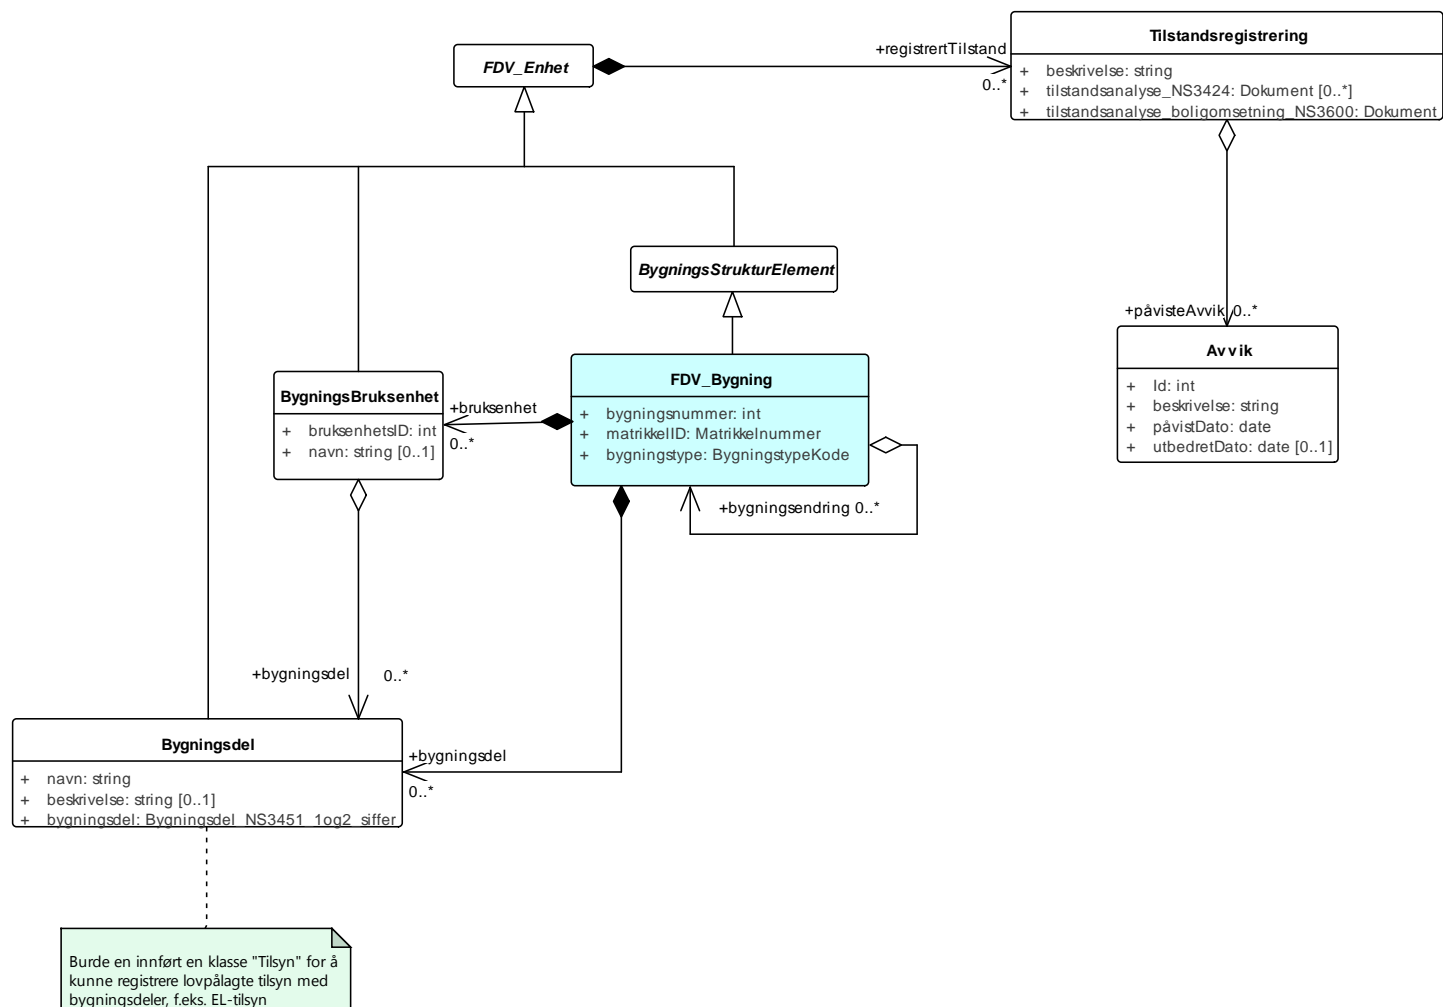 FDV_Enhet
+registrertTilstand
0..*
Tilstandsregistrering
+ beskrivelse: string
+ tilstandsanalyse_NS3424: Dokument [0..*]
+ tilstandsanalyse_boligomsetning_NS3600: Dokument
BygningsStrukturElement
+påvisteAvvik 0..*
Avvik
+ Id: int
+ beskrivelse: string
+ påvistDato: date
+ utbedretDato: date [0..1]
BygningsBruksenhet
+ bruksenhetsID: int
+ navn: string [0..1]
+bruksenhet
0..*
FDV_Bygning
+ bygningsnummer: int
+ matrikkelID: Matrikkelnummer
+ bygningstype: BygningstypeKode
+bygningsendring 0..*
+bygningsdel 0..*
Bygningsdel
+ navn: string
+ beskrivelse: string [0..1]
+ bygningsdel: Bygningsdel_NS3451_1og2_siffer
+bygningsdel
0..*
Burde en innført en klasse "Tilsyn" for å
kunne registrere lovpålagte tilsyn med
bygningsdeler, f.eks. EL-tilsyn